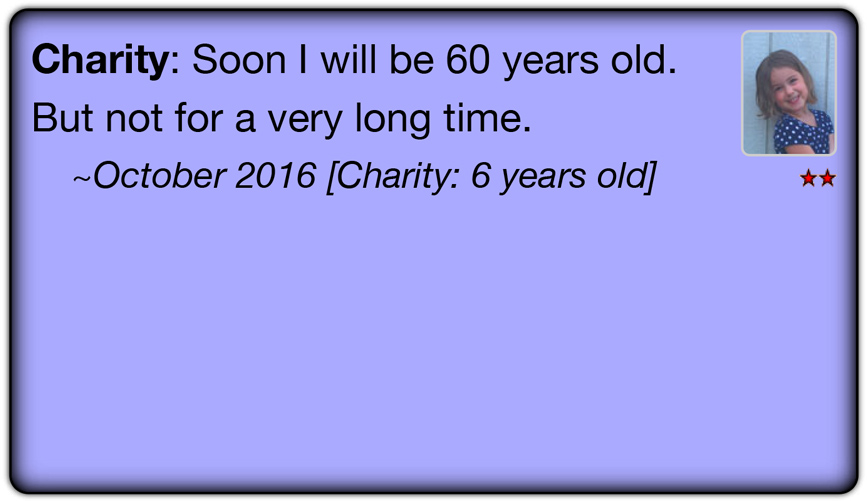 Charity: Soon I will be 60 years old.
But not for a very long time.
~October 2016 [Charity: 6 years old]